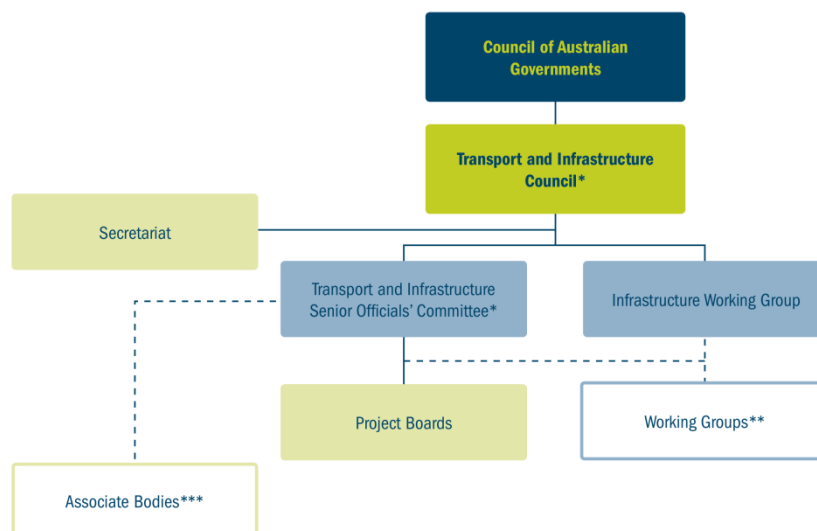 Council of Australian
Governments
Transport and Infrastructure
Council*
Secretariat
Transport and Infrastructure
Senior Officials’ Committee*
Infrastructure Working Group
Project Boards
Working Groups**
Associate Bodies***